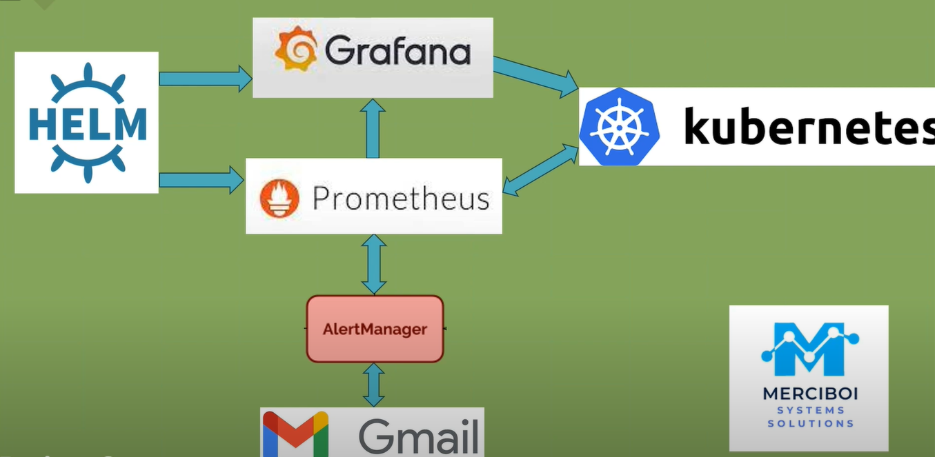 Grafana
HELM
kubernetes
Prometheus
AlertManager
MERCIBOI
SYSTEMS
SOLUTIONS
Gmail